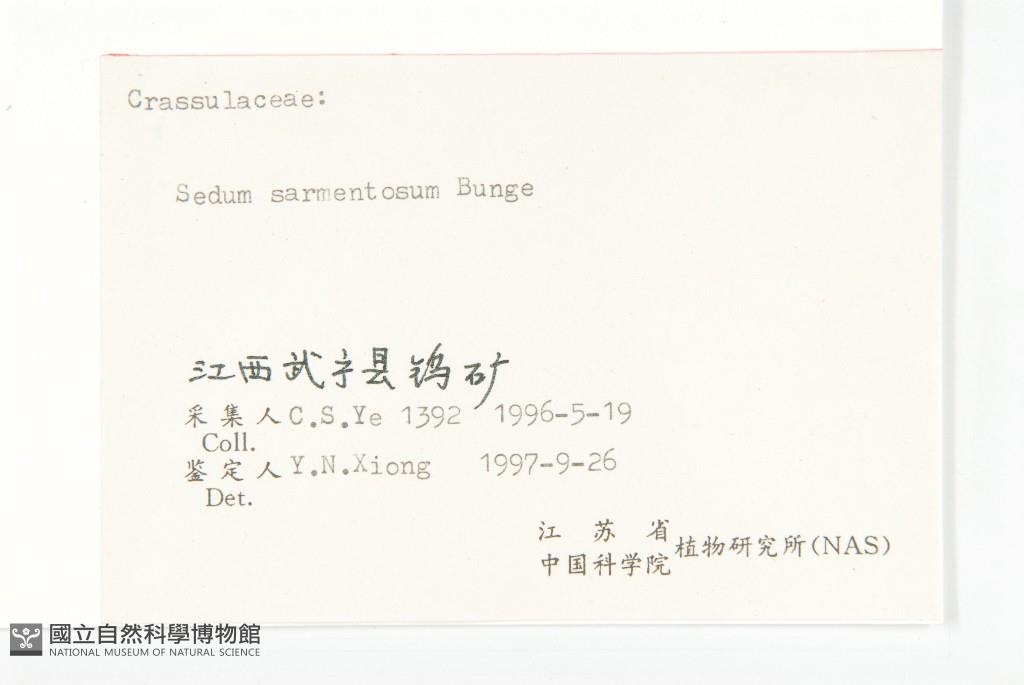 Crassulaceae:
Sedum sarmentosum Bunge
江西武宁县钨矿
采集人 C.S.Ye 1392 1996-5-19
Coll.
鉴定人 Y.N.Xiong 1997-9-26
Det.
江苏省
中国科学院 植物研究所(NAS)
國立自然科學博物館
NATIONAL MUSEUM OF NATURAL SCIENCE